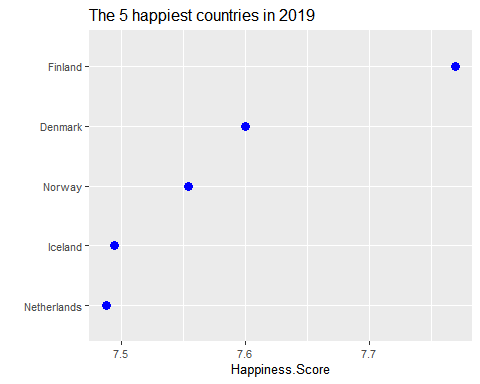 The 5 happiest countries in 2019
Finland
Denmark
Norway
Iceland
Netherlands
7.5 7.6 7.7
Happiness.Score